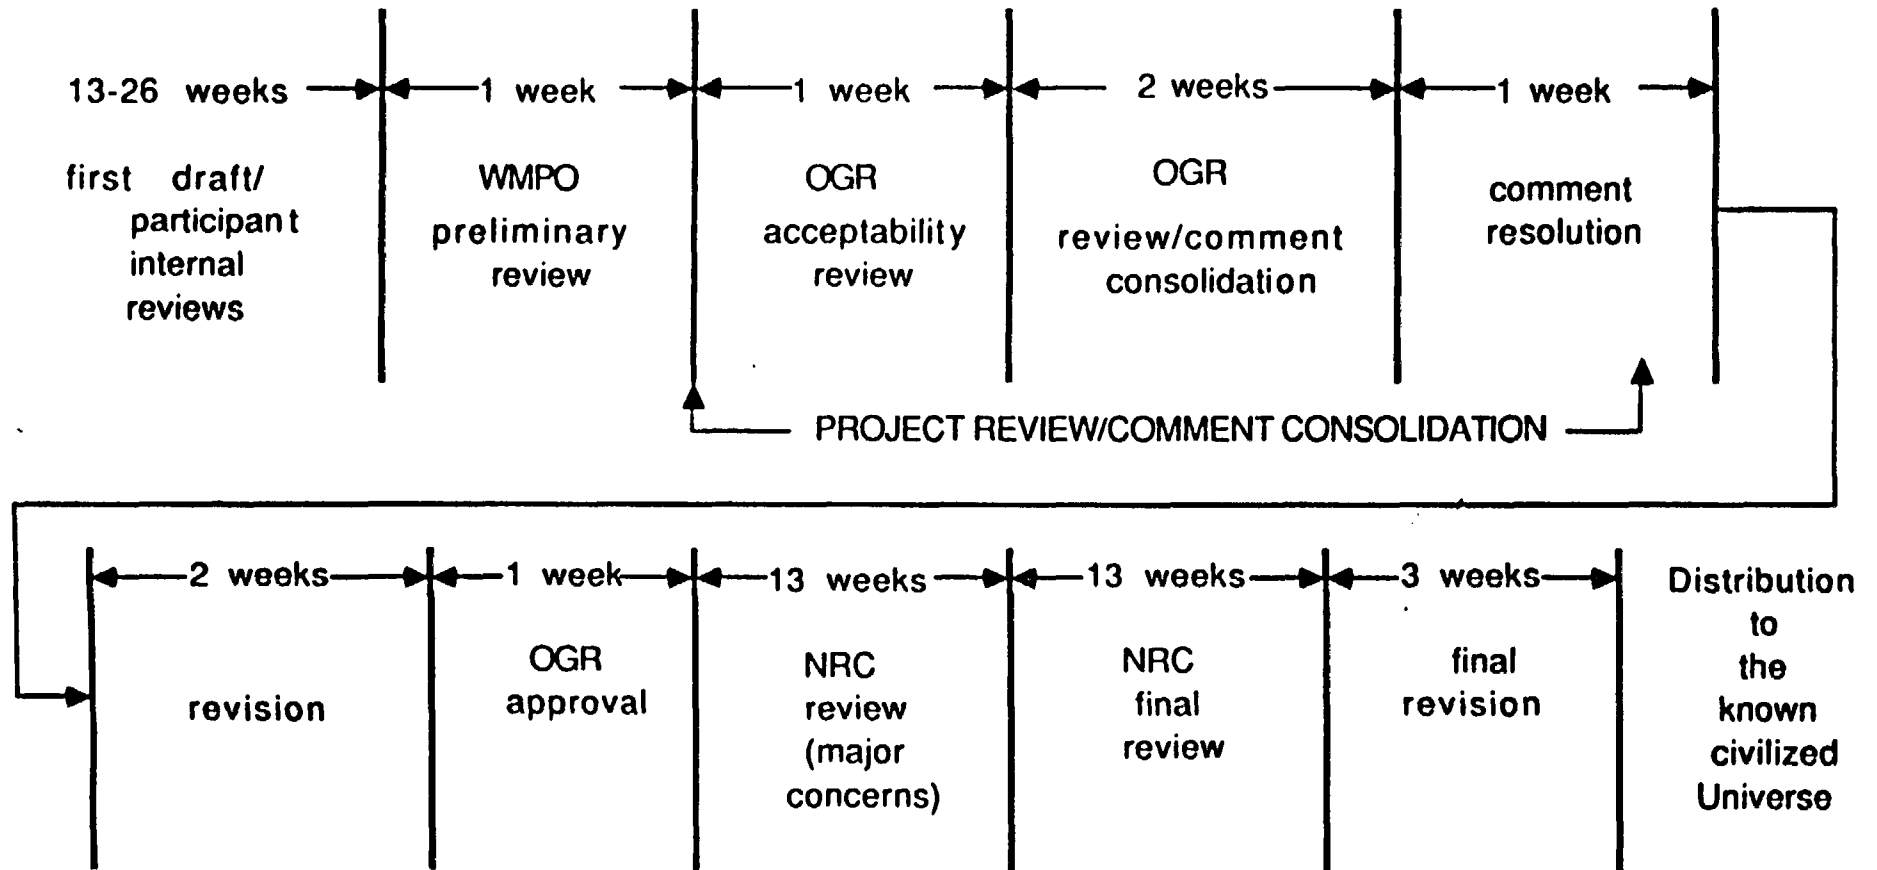 13-26 weeks
1 week
1 week
2 weeks
1 week
first draft/
participant
internal
reviews
WMPO
preliminary
review
OGR
acceptability
review
OGR
review/comment
consolidation
comment
resolution
PROJECT REVIEW/COMMENT CONSOLIDATION
2 weeks
1 week
13 weeks
13 weeks
3 weeks
revision
OGR
approval
NRC
review
(major
concerns)
NRC
final
review
final
revision
Distribution
to
the
known
civilized
Universe